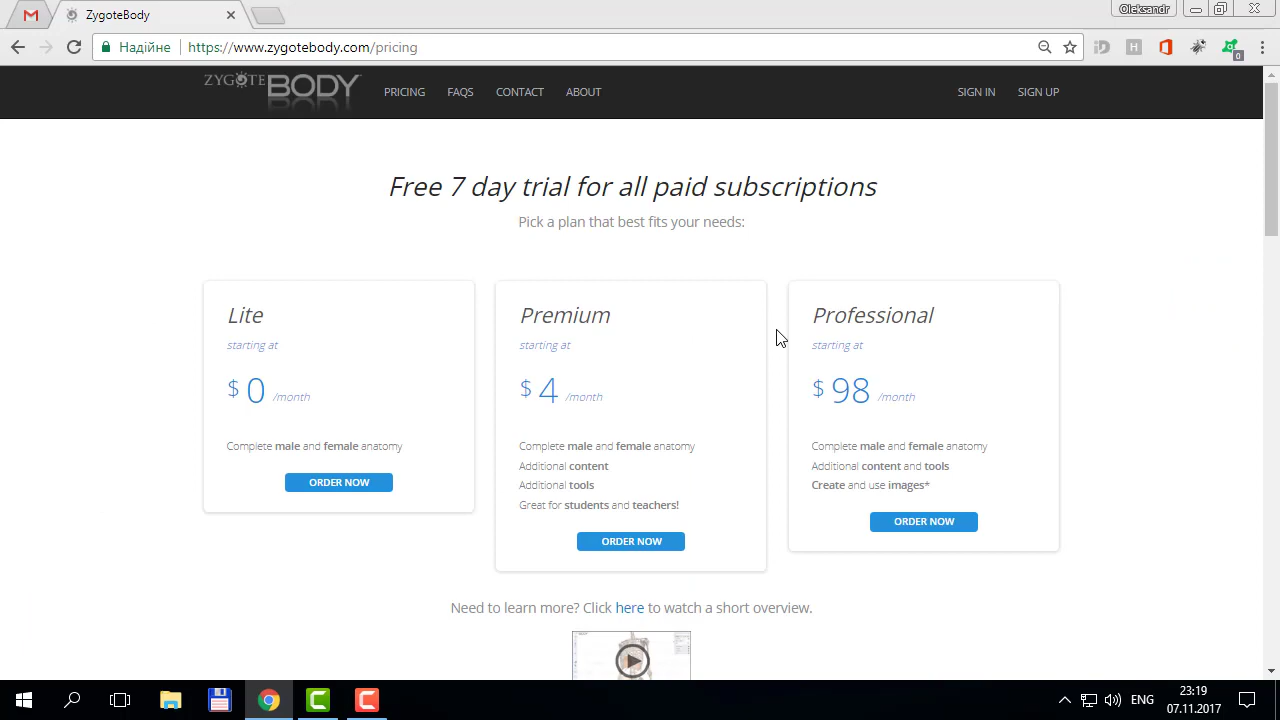 ZygoteBody
Oleksandr
Надійне
https://www.zygotebody.com/pricing
0
ZYGOTE BODY
PRICING FAQS CONTACT ABOUT SIGN IN SIGN UP
Free 7 day trial for all paid subscriptions
Pick a plan that best fits your needs:
Lite
starting at
$ 0 /month
Complete male and female anatomy
ORDER NOW
Premium
starting at
$ 4 /month
Complete male and female anatomy
Additional content
Additional tools
Great for students and teachers!
ORDER NOW
Professional
starting at
$ 98 /month
Complete male and female anatomy
Additional content and tools
Create and use images*
ORDER NOW
Need to learn more? Click here to watch a short overview.
ENG
23:19
07.11.2017